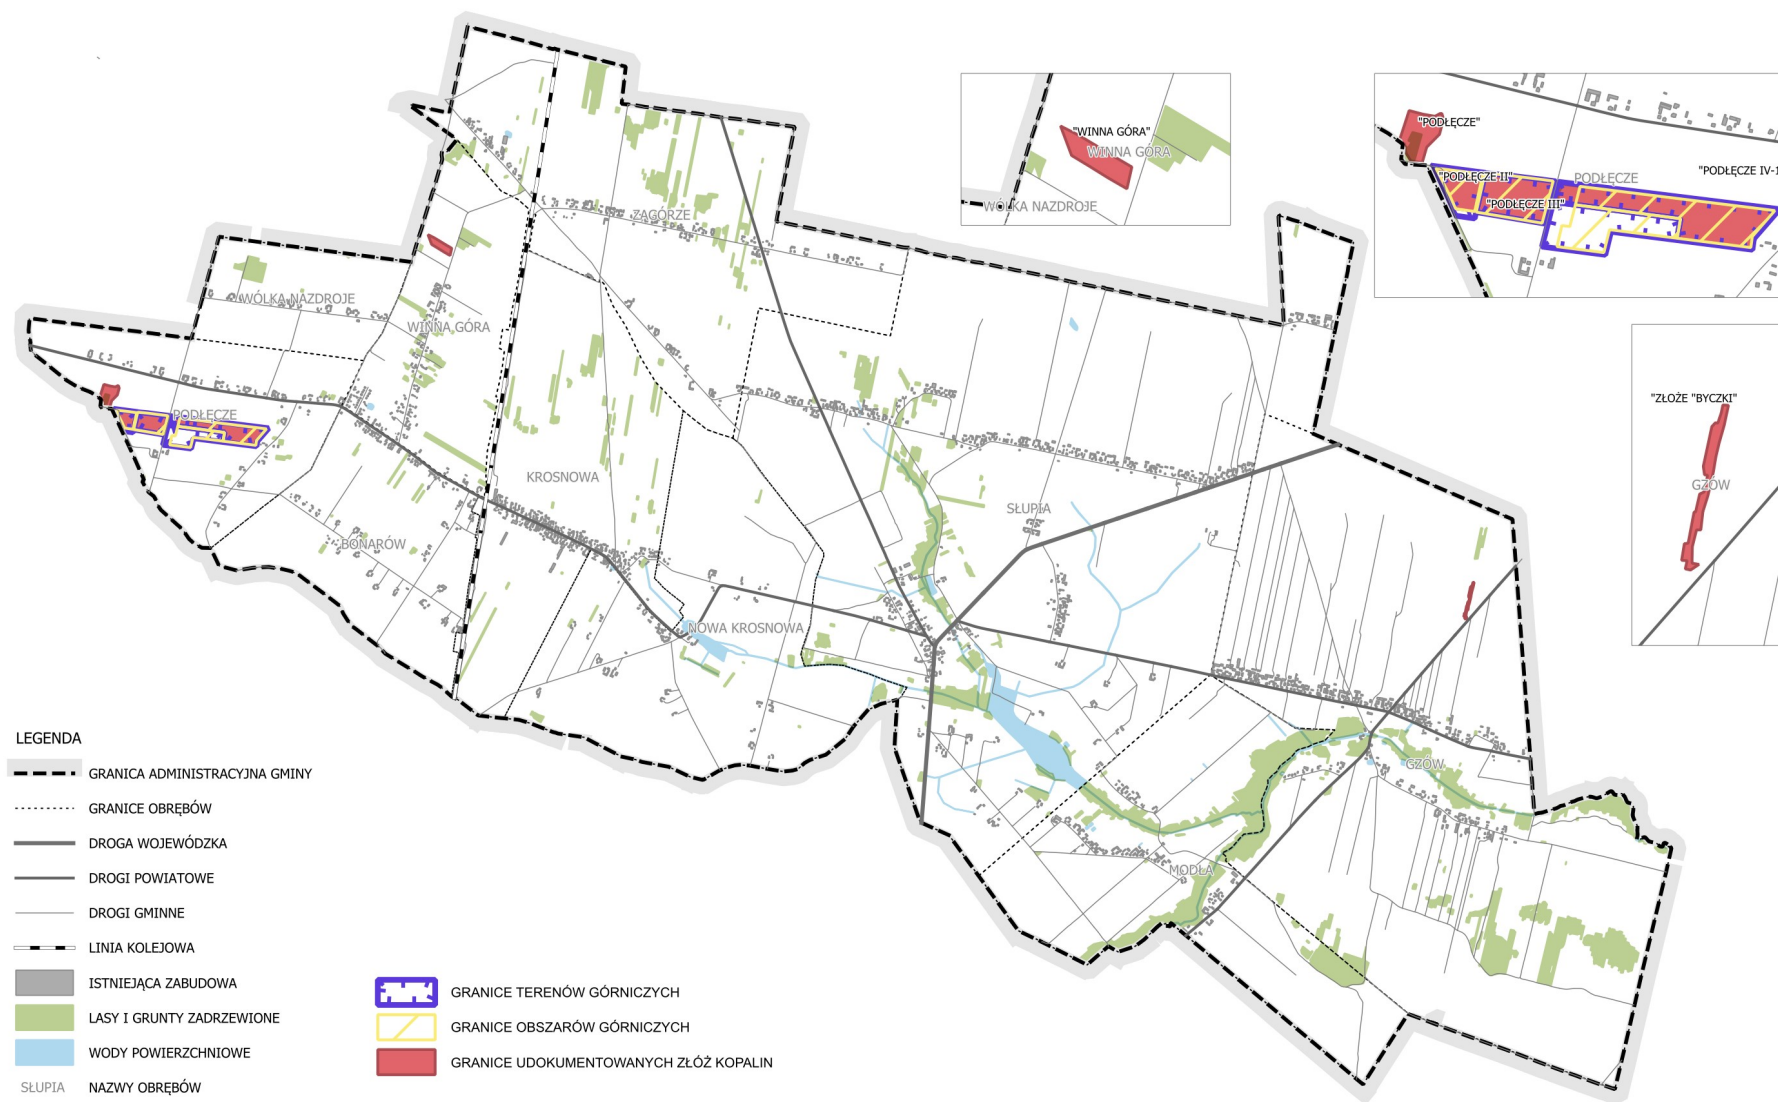 "WINNA GÓRA"
WINNA GÓRA
WÓLKA NAZDROJE
"PODŁĘCZE"
"PODŁĘCZE II"
PODŁĘCZE
"PODŁĘCZE IV-1
"PODŁĘCZE III"
ZAGÓRZE
WÓLKA NAZDROJE
WINNA GÓRA
PODŁĘCZE
KROSNOWA
BONARÓW
SŁUPIA
NOWA KROSNOWA
"ZŁOŻE "BYCZKI"
GZÓW
GZÓW
MODŁA
LEGENDA
GRANICA ADMINISTRACYJNA GMINY
GRANICE OBRĘBÓW
DROGA WOJEWÓDZKA
DROGI POWIATOWE
DROGI GMINNE
LINIA KOLEJOWA
ISTNIEJĄCA ZABUDOWA
LASY I GRUNTY ZADRZEWIONE
WODY POWIERZCHNIOWE
SŁUPIA NAZWY OBRĘBÓW
GRANICE TERENÓW GÓRNICZYCH
GRANICE OBSZARÓW GÓRNICZYCH
GRANICE UDOKUMENTOWANYCH ZŁÓŻ KOPALIN